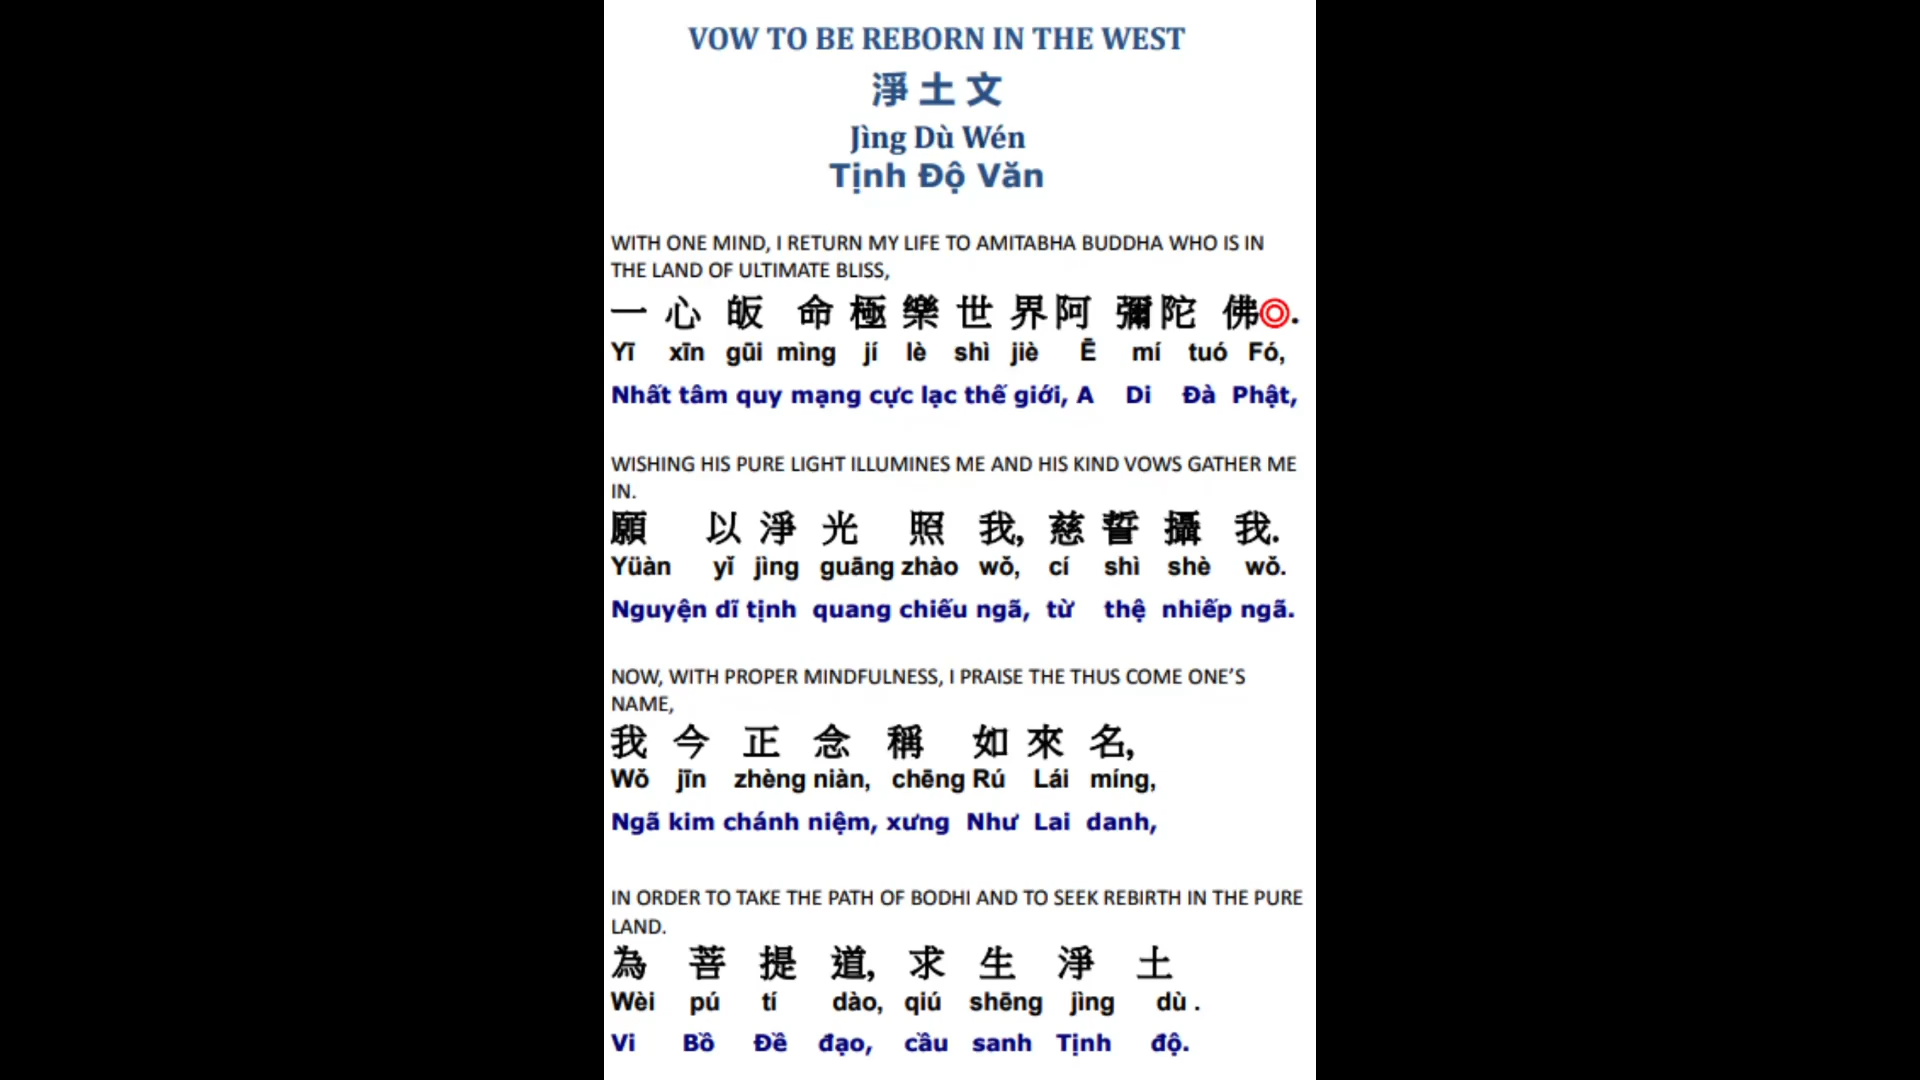 VOW TO BE REBORN IN THE WEST
淨 土 文
Jìng Dù Wén
Tịnh Độ Văn
WITH ONE MIND, I RETURN MY LIFE TO AMITABHA BUDDHA WHO IS IN
THE LAND OF ULTIMATE BLISS,
一 心 皈 命 極 樂 世 界 阿 彌 陀 佛◎.
Yī xīn gūi mìng jí lè shì jiè Ē mí tuó Fó,
Nhất tâm quy mạng cực lạc thế giới, A Di Đà Phật,
WISHING HIS PURE LIGHT ILLUMINES ME AND HIS KIND VOWS GATHER ME
IN.
願 以 淨 光 照 我, 慈 誓 攝 我.
Yüàn yǐ jìng guāng zhào wǒ, cí shì shè wǒ.
Nguyện dĩ tịnh quang chiếu ngã, từ thệ nhiếp ngã.
NOW, WITH PROPER MINDFULNESS, I PRAISE THE THUS COME ONE’S
NAME,
我 今 正 念 稱 如 來 名,
Wǒ jīn zhèng niàn, chēng Rú Lái míng,
Ngã kim chánh niệm, xưng Như Lai danh,
IN ORDER TO TAKE THE PATH OF BODHI AND TO SEEK REBIRTH IN THE PURE
LAND.
為 菩 提 道, 求 生 淨 土
Wèi pú tí dào, qiú shēng jìng dù .
Vi Bồ Đề đạo, cầu sanh Tịnh độ.